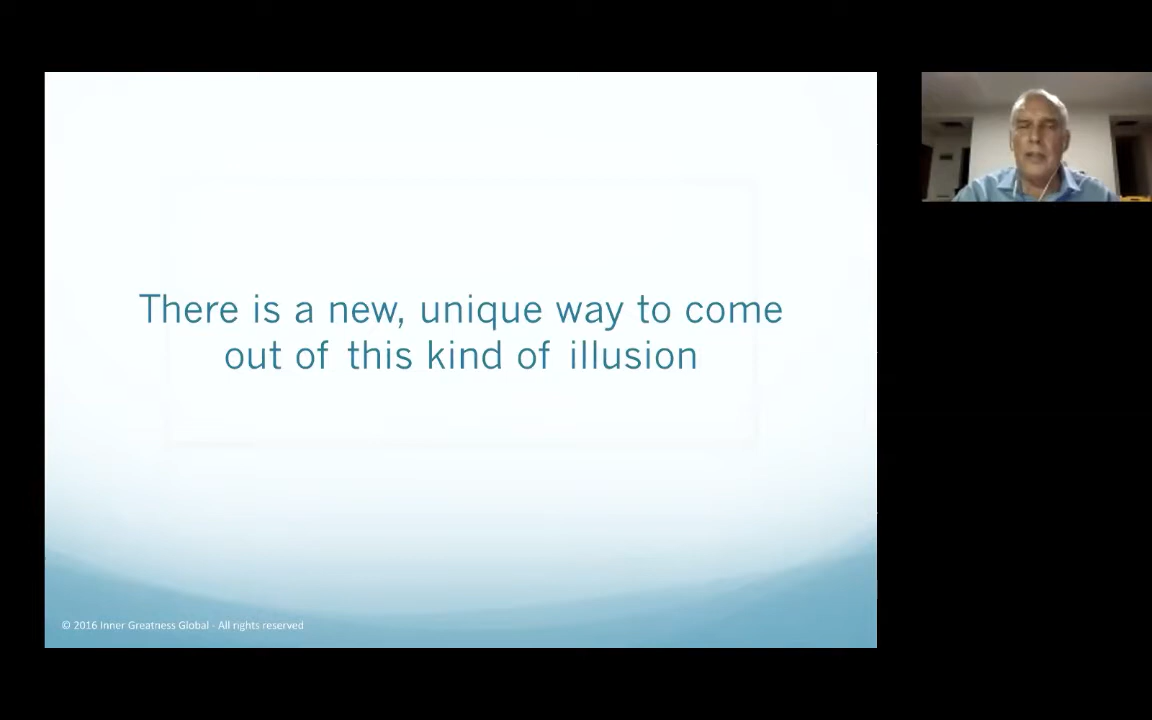 There is a new, unique way to come
out of this kind of illusion
© 2016 Inner Greatness Global - All rights reserved